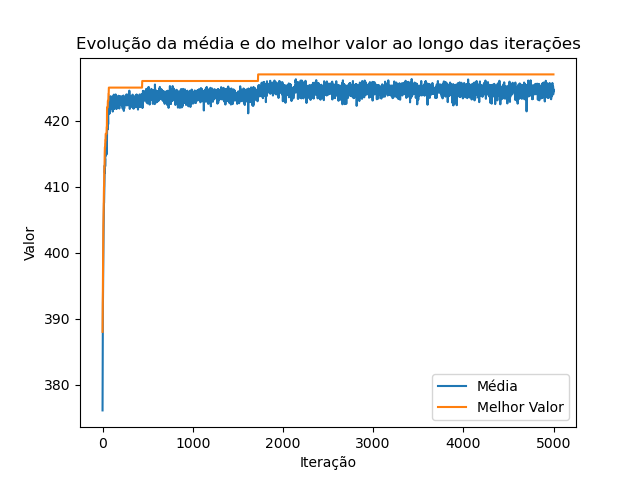 Evolução da média e do melhor valor ao longo das iterações
Valor
420
410
400
390
380
0 1000 2000 3000 4000 5000
Iteração
Média
Melhor Valor